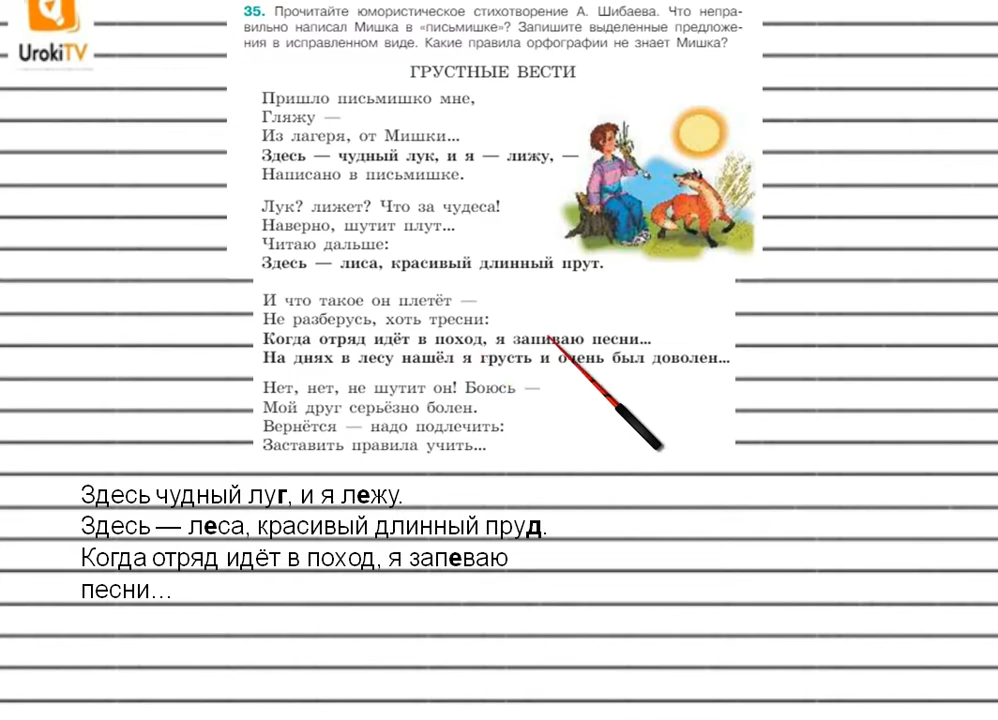 35. Прочитайте юмористическое стихотворение А. Шибаева. Что непра-
вильно написал Мишка в «письмишке»? Запишите выделенные предложе-
ния в исправленном виде. Какие правила орфографии не знает Мишка?
UrokiTV
ГРУСТНЫЕ ВЕСТИ
Пришло письмишко мне,
Гляжу —
Из лагеря, от Мишки...
Здесь — чудный лук, и я — лижу, —
Написано в письмишке.
Лук? лижет? Что за чудеса!
Наверно, шутит плут...
Читаю дальше:
Здесь — лиса, красивый длинный прут.
И что такое он плетёт —
Не разберусь, хоть тресни:
Когда отряд идёт в поход, я запиваю песни...
На днях в лесу нашёл я грусть и очень был доволен...
Нет, нет, не шутит он! Боюсь —
Мой друг серьёзно болен.
Вернётся — надо подлечить:
Заставить правила учить...
Здесь чудный луг, и я лежу.
Здесь — леса, красивый длинный пруд.
Когда отряд идёт в поход, я запеваю
песни...